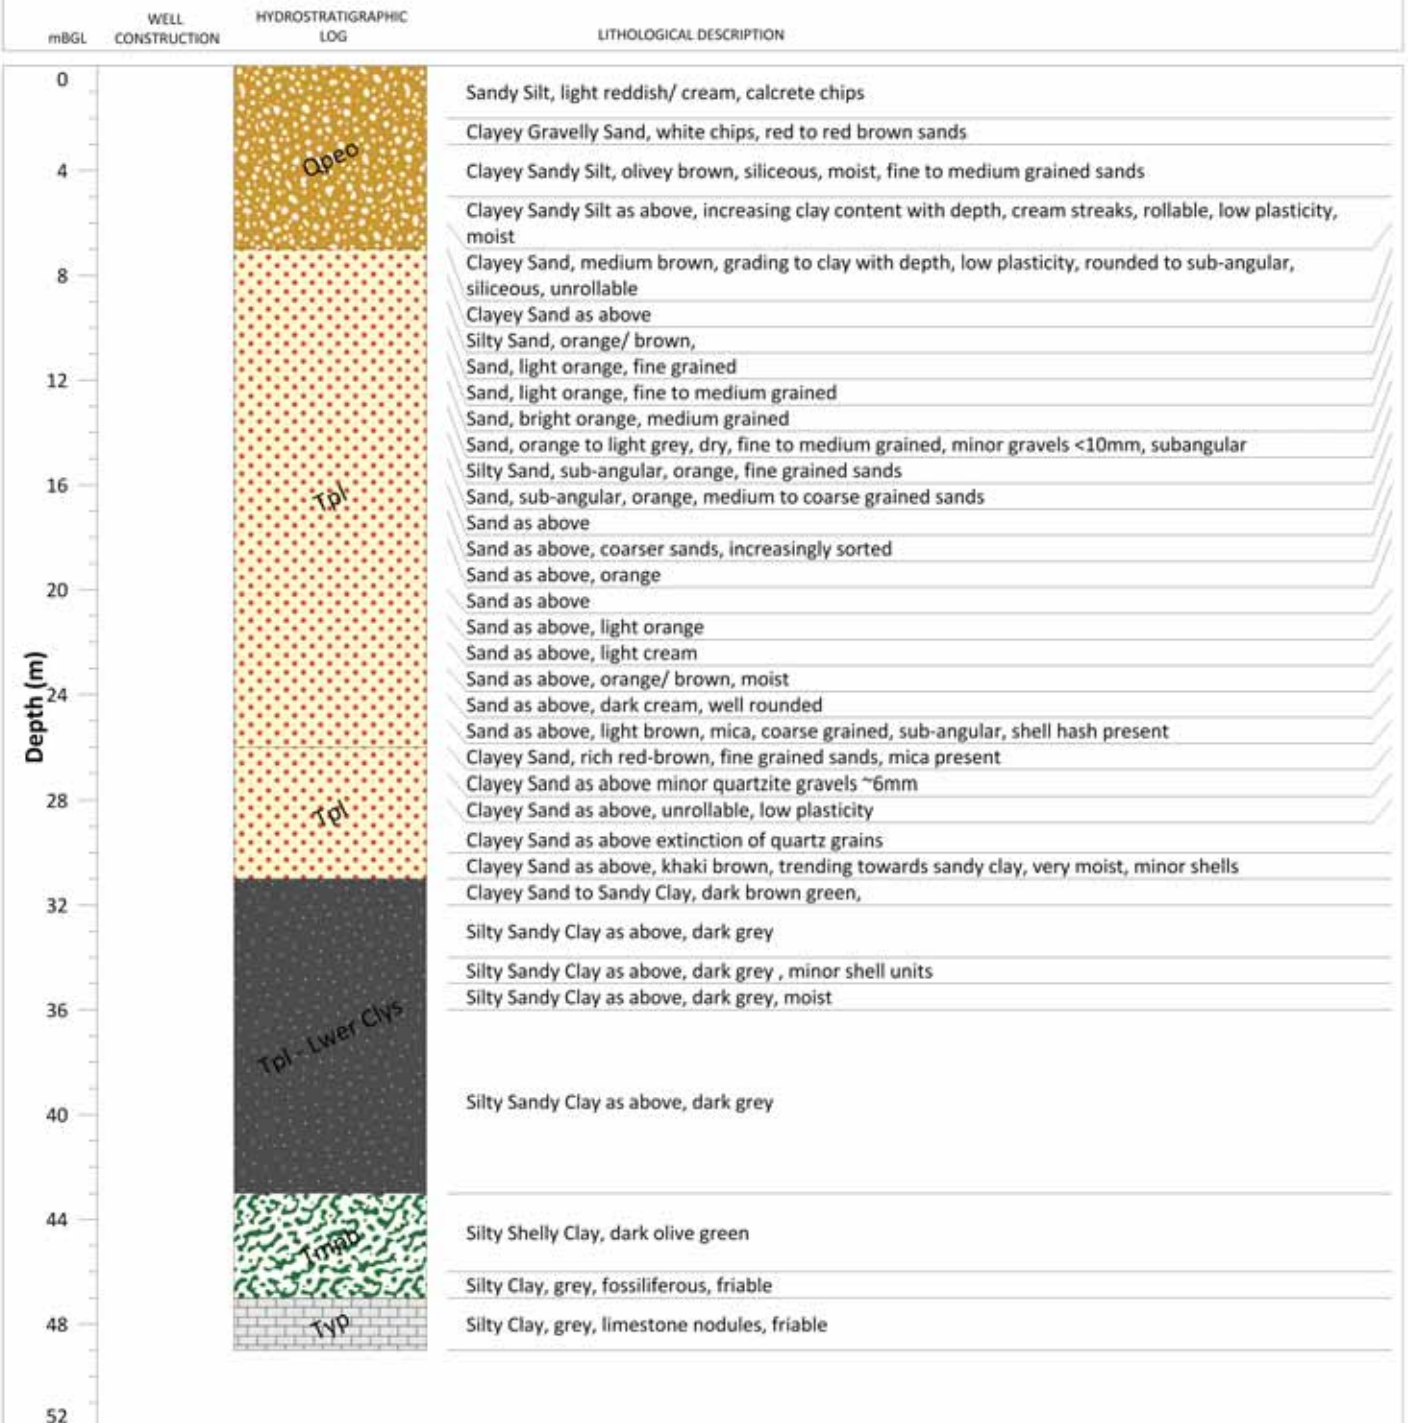 WELL HYDROSTRATIGRAPHIC
mBGL CONSTRUCTION LOG LITHOLOGICAL DESCRIPTION
0
Sandy Silt, light reddish/ cream, calcrete chips
Clayey Gravelly Sand, white chips, red to red brown sands
Qpeo
4
Clayey Sandy Silt, olivey brown, siliceous, moist, fine to medium grained sands
Clayey Sandy Silt as above, increasing clay content with depth, cream streaks, rollable, low plasticity,
moist
Clayey Sand, medium brown, grading to clay with depth, low plasticity, rounded to sub-angular,
8
siliceous, unrollable
Clayey Sand as above
Silty Sand, orange/ brown,
Sand, light orange, fine grained
12
Sand, light orange, fine to medium grained
Sand, bright orange, medium grained
Sand, orange to light grey, dry, fine to medium grained, minor gravels <10mm, subangular
Silty Sand, sub-angular, orange, fine grained sands
16
Tpl
Sand, sub-angular, orange, medium to coarse grained sands
Sand as above
Sand as above, coarser sands, increasingly sorted
Sand as above, orange
20
Sand as above
Sand as above, light orange
Sand as above, light cream
Sand as above, orange/ brown, moist
24
Depth (m)
Sand as above, dark cream, well rounded
Sand as above, light brown, mica, coarse grained, sub-angular, shell hash present
Clayey Sand, rich red-brown, fine grained sands, mica present
Clayey Sand as above minor quartzite gravels ~6mm
28
Tpl
Clayey Sand as above, unrollable, low plasticity
Clayey Sand as above extinction of quartz grains
Clayey Sand as above, khaki brown, trending towards sandy clay, very moist, minor shells
Clayey Sand to Sandy Clay, dark brown green,
32
Silty Sandy Clay as above, dark grey
Silty Sandy Clay as above, dark grey , minor shell units
Silty Sandy Clay as above, dark grey, moist
36
Tpl - Lwer Clys
Silty Sandy Clay as above, dark grey
40
44
Silty Shelly Clay, dark olive green
Tmpb
Silty Clay, grey, fossiliferous, friable
48
Typ
Silty Clay, grey, limestone nodules, friable
52